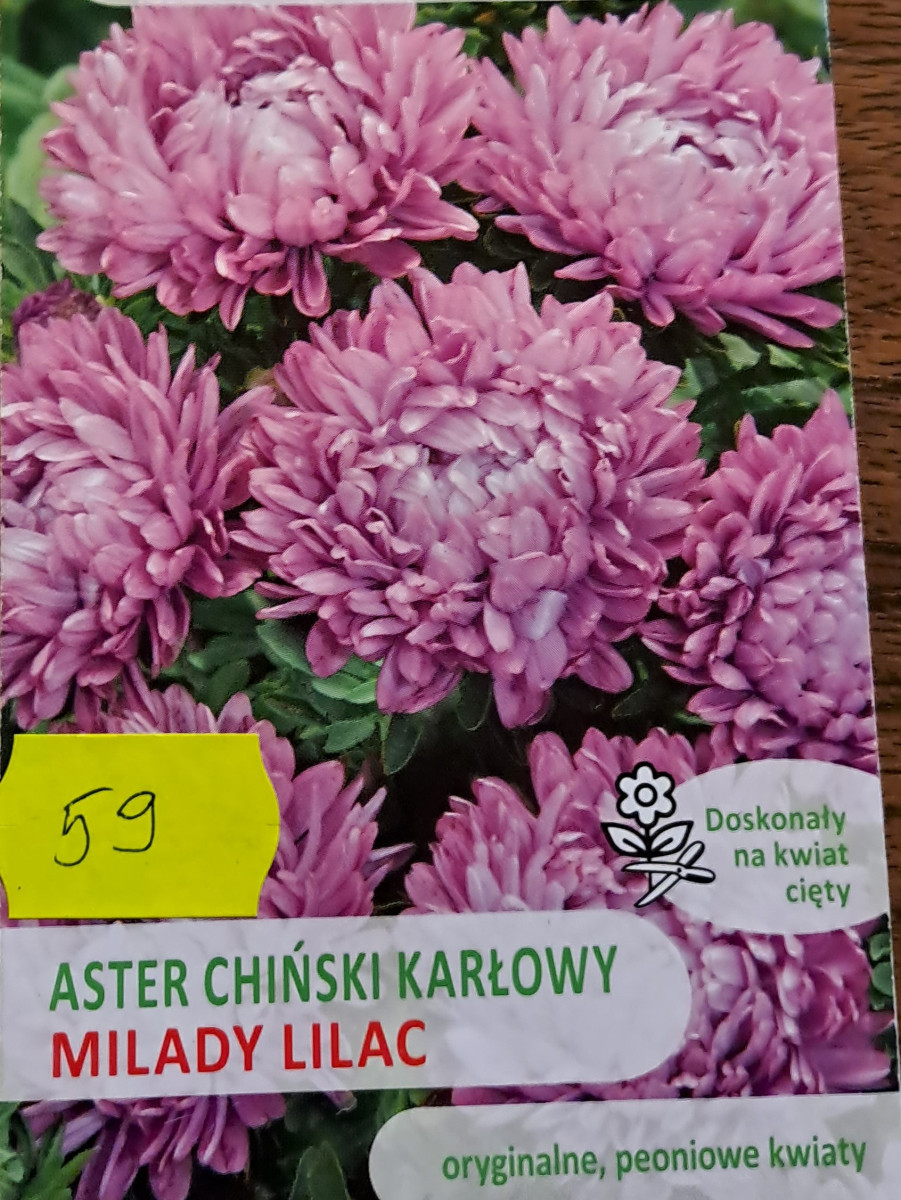 59
Doskonały
na kwiat
cięty
ASTER CHIŃSKI KARŁOWY
MILADY LILAC
oryginalne, peoniowe kwiaty